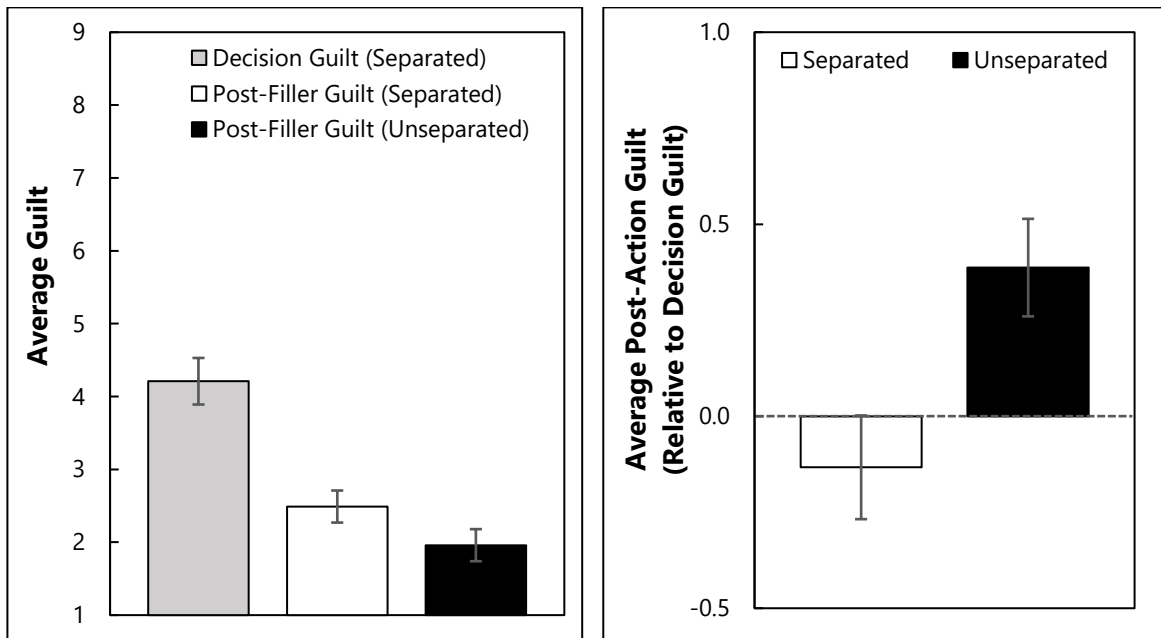 9
8
7
6
5
4
3
2
1
Average Guilt
Decision Guilt (Separated)
Post-Filler Guilt (Separated)
Post-Filler Guilt (Unseparated)
1.0
0.5
0.0
-0.5
Average Post-Action Guilt
(Relative to Decision Guilt)
Separated
Unseparated